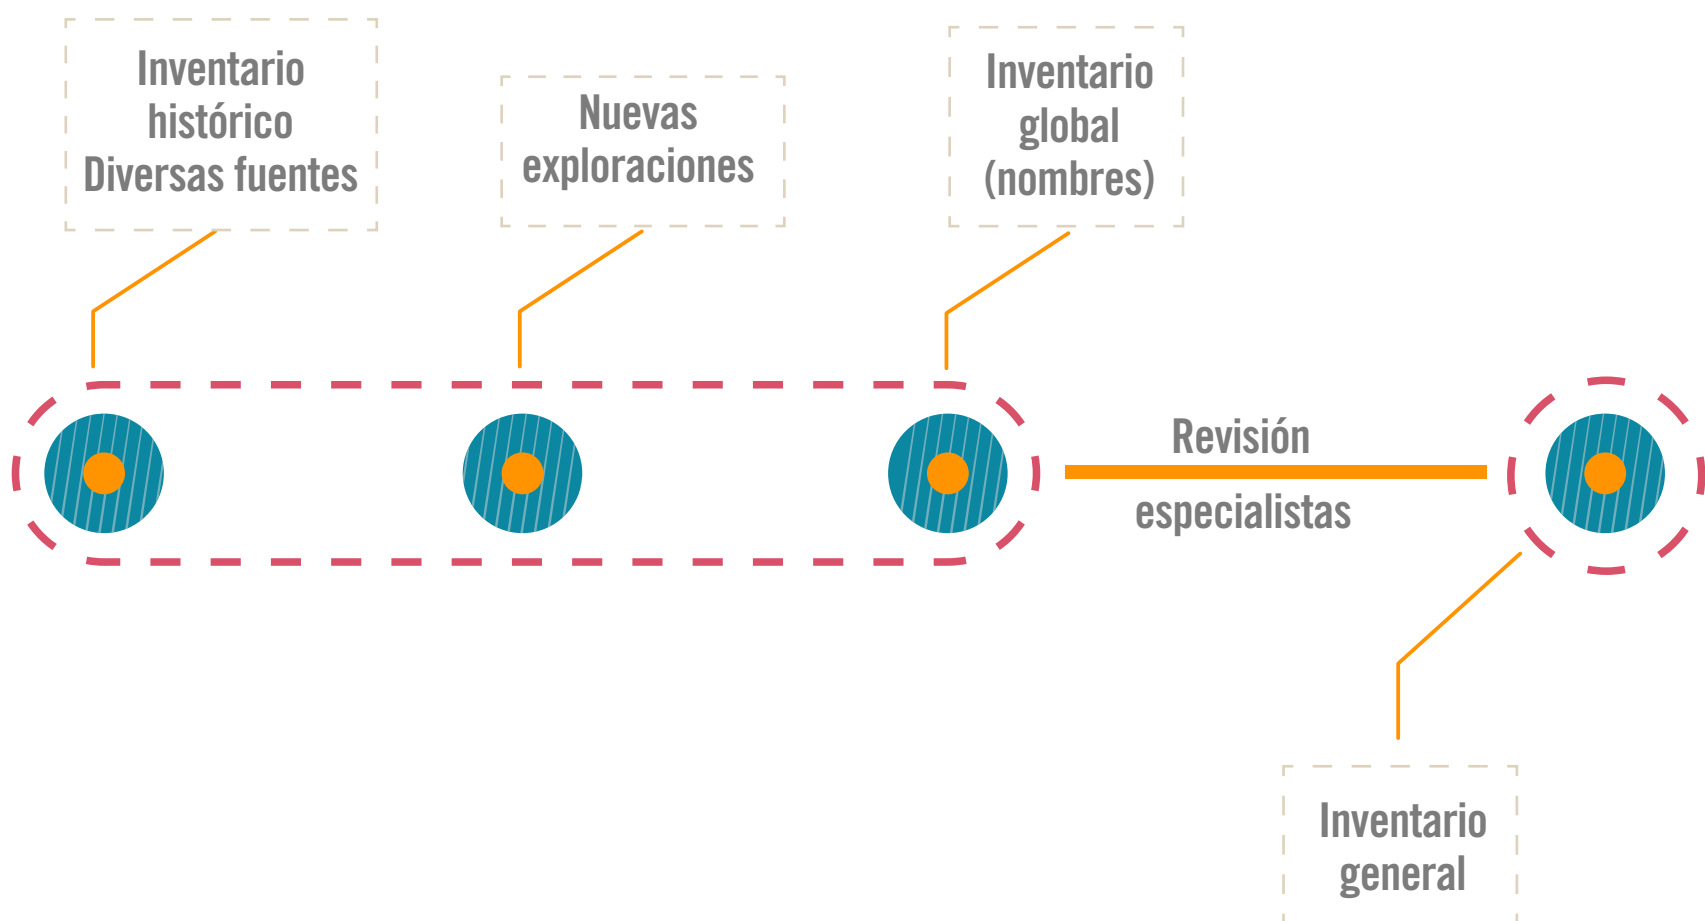 Inventario
histórico
Diversas fuentes
Nuevas
exploraciones
Inventario
global
(nombres)
Revisión
especialistas
Inventario
general